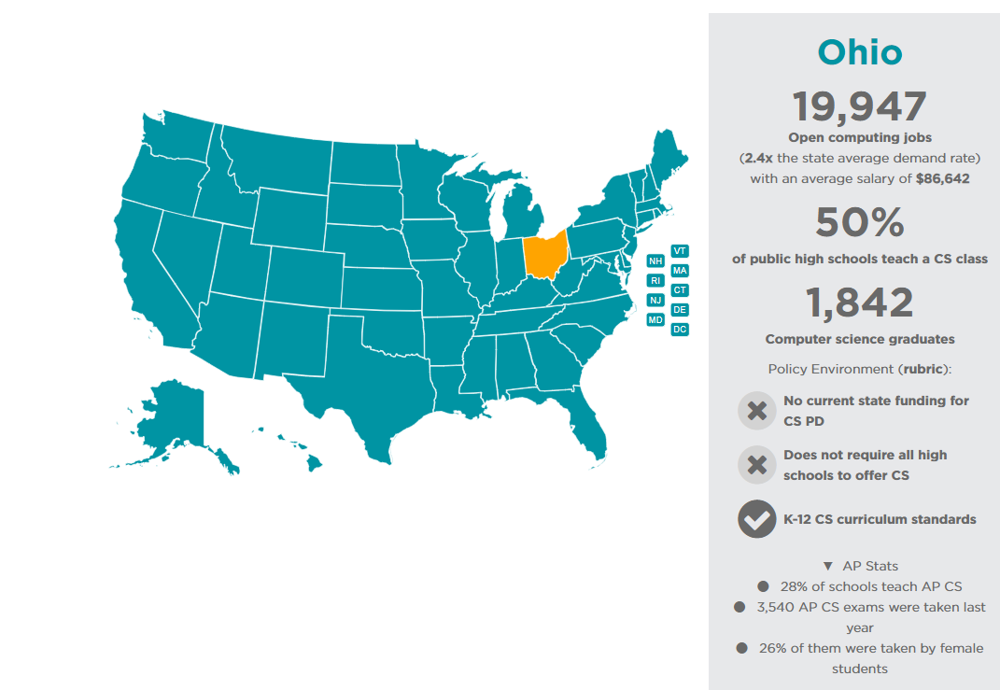 Ohio
19,947
Open computing jobs
(2.4x the state average demand rate)
with an average salary of $86,642
50%
of public high schools teach a CS class
1,842
Computer science graduates
Policy Environment (rubric):
No current state funding for
CS PD
Does not require all high
schools to offer CS
K-12 CS curriculum standards
▼ AP Stats
● 28% of schools teach AP CS
● 3,540 AP CS exams were taken last
year
● 26% of them were taken by female
students
VT
NH
MA
RI
CT
NJ
DE
MD
DC